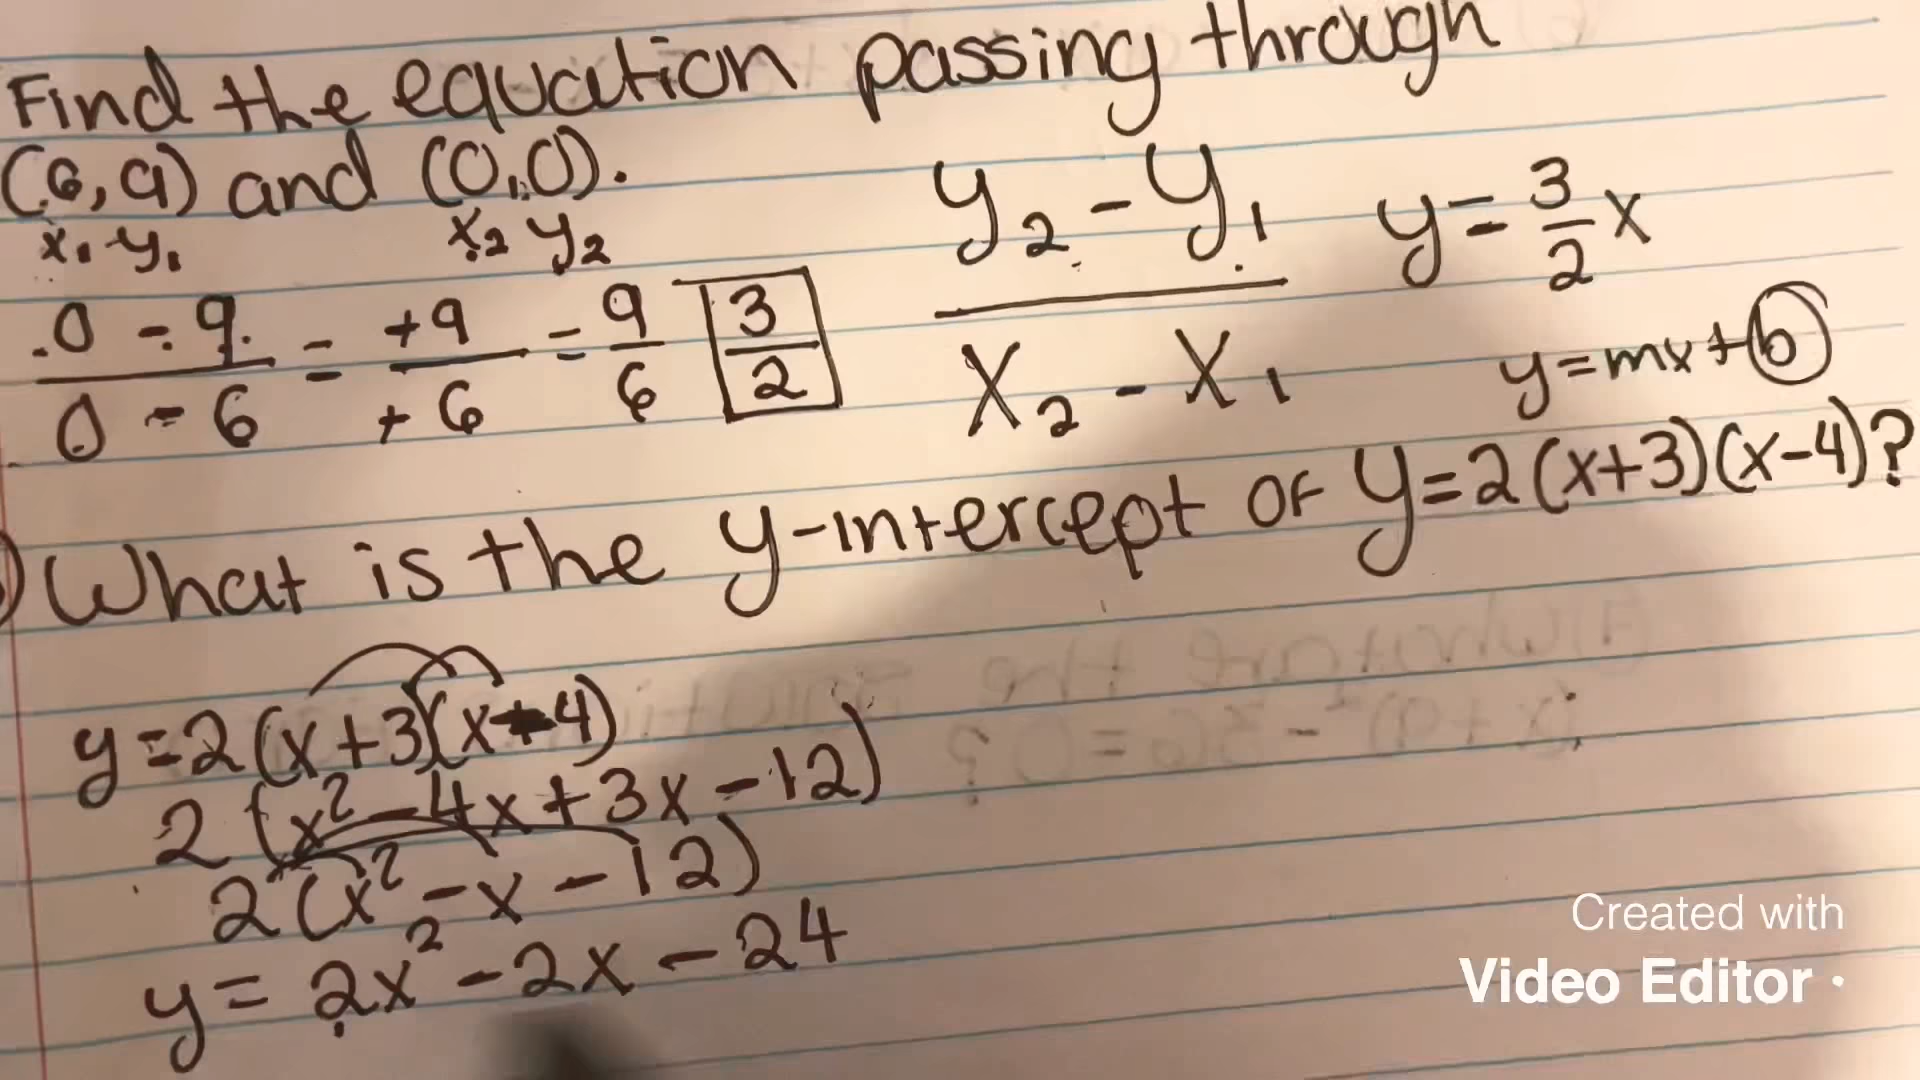 Find the equation passing through
(6,9) and (0,0).
x1 y1 x2 y2
0 - 9 / 0 - 6 = +9 / +6 = 9/6 3/2
y2 - y1 / x2 - x1
y = 3/2 x
y = mx + b
What is the y-intercept of y=2(x+3)(x-4)?
y=2(x+3)(x-4)
2(x² - 4x + 3x - 12)
2(x² - x - 12)
y = 2x² - 2x - 24
Created with
Video Editor